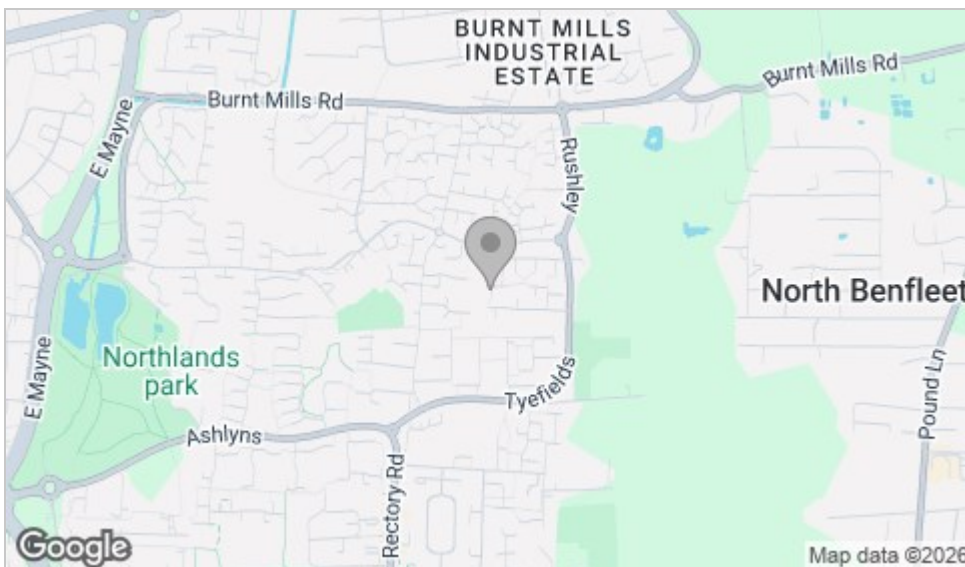 BURNT MILLS
INDUSTRIAL
ESTATE
Burnt Mills Rd
Burnt Mills Rd
E Mayne
Rushley
North Benfleet
Northlands
park
E Mayne
Tyefields
Pound Ln
Ashlyns
Rectory Rd
Google
Map data ©2026